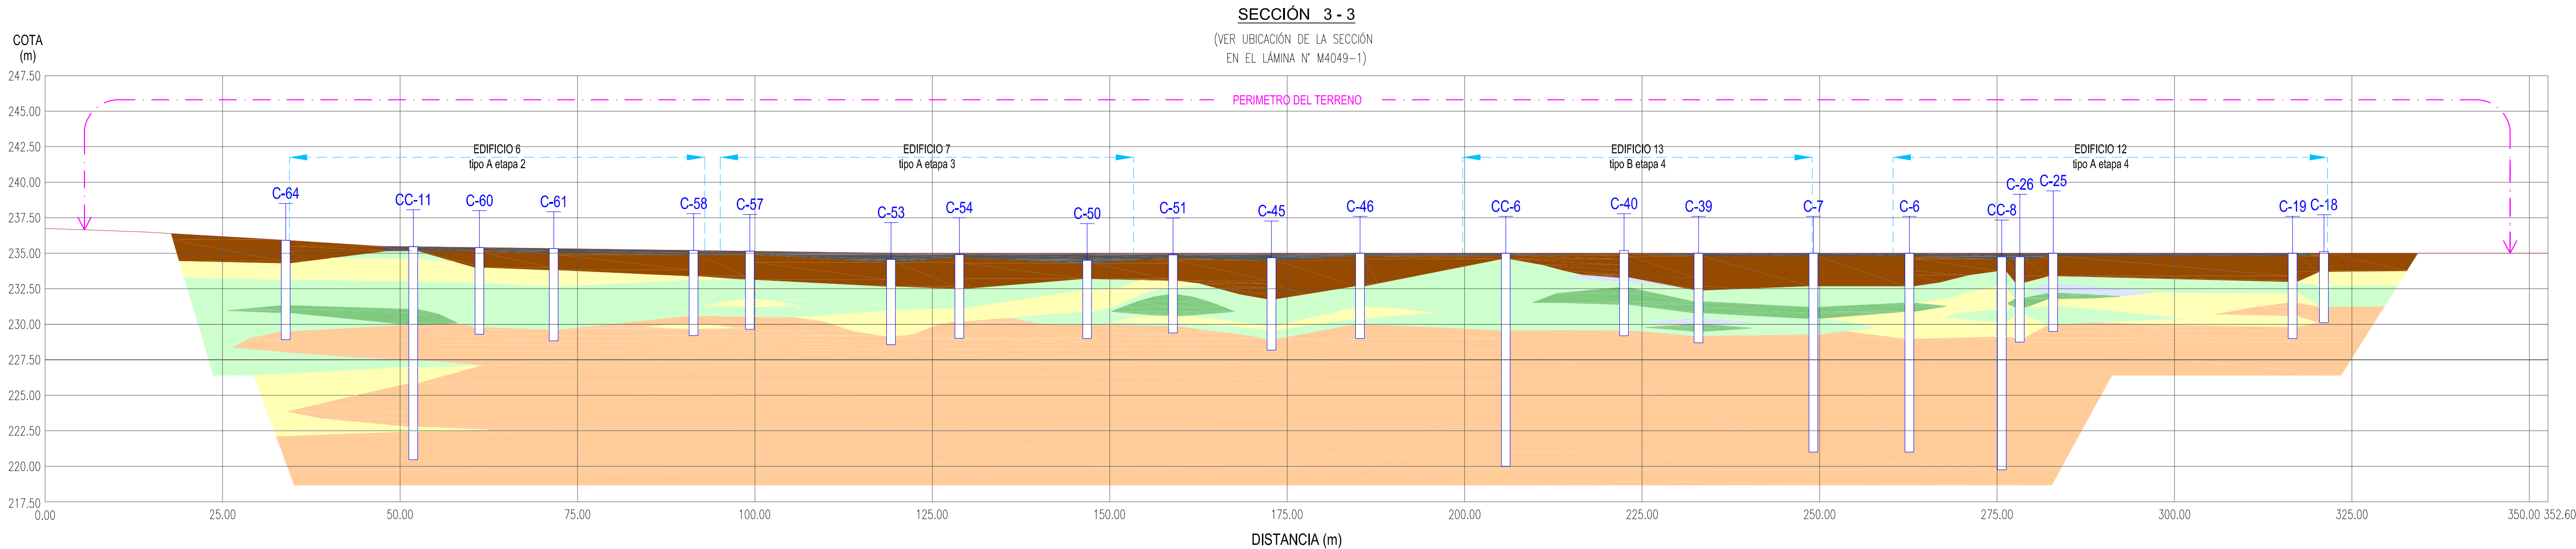 SECCIÓN 3 - 3
(VER UBICACIÓN DE LA SECCIÓN
EN EL LÁMINA N° M4049-1)
COTA
(m)
247.50
245.00
242.50
240.00
237.50
235.00
232.50
230.00
227.50
225.00
222.50
220.00
217.50
PERIMETRO DEL TERRENO
EDIFICIO 6
tipo A etapa 2
EDIFICIO 7
tipo A etapa 3
EDIFICIO 13
tipo B etapa 4
EDIFICIO 12
tipo A etapa 4
C-64
CC-11
C-60
C-61
C-58
C-57
C-53
C-54
C-50
C-51
C-45
C-46
CC-6
C-40
C-39
C-7
C-6
CC-8
C-26
C-25
C-19
C-18
0.00 25.00 50.00 75.00 100.00 125.00 150.00 175.00 200.00 225.00 250.00 275.00 300.00 325.00 350.00 352.60
DISTANCIA (m)